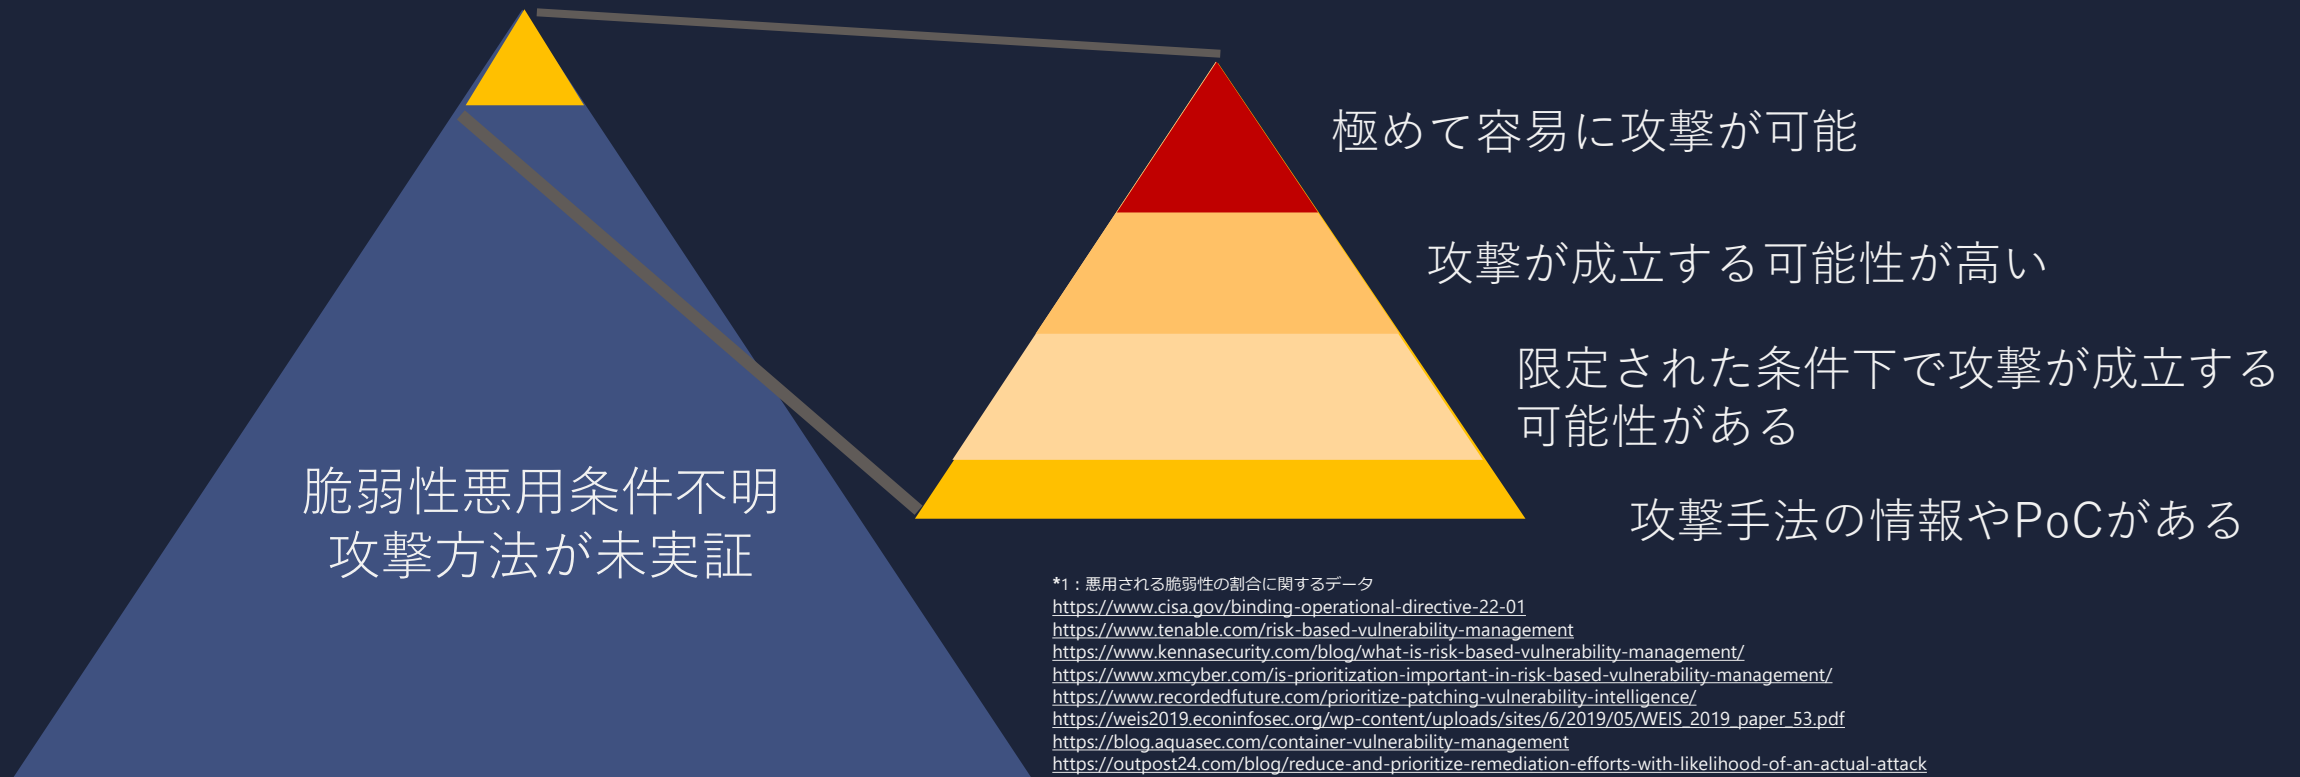 極めて容易に攻撃が可能
攻撃が成立する可能性が高い
限定された条件下で攻撃が成立する
可能性がある
攻撃手法の情報やPoCがある
脆弱性悪用条件不明
攻撃方法が未実証
*1：悪用される脆弱性の割合に関するデータ
https://www.cisa.gov/binding-operational-directive-22-01
https://www.tenable.com/risk-based-vulnerability-management
https://www.kennasecurity.com/blog/what-is-risk-based-vulnerability-management/
https://www.xmcyber.com/is-prioritization-important-in-risk-based-vulnerability-management/
https://www.recordedfuture.com/prioritize-patching-vulnerability-intelligence/
https://weis2019.econinfosec.org/wp-content/uploads/sites/6/2019/05/WEIS_2019_paper_53.pdf
https://blog.aquasec.com/container-vulnerability-management
https://outpost24.com/blog/reduce-and-prioritize-remediation-efforts-with-likelihood-of-an-actual-attack